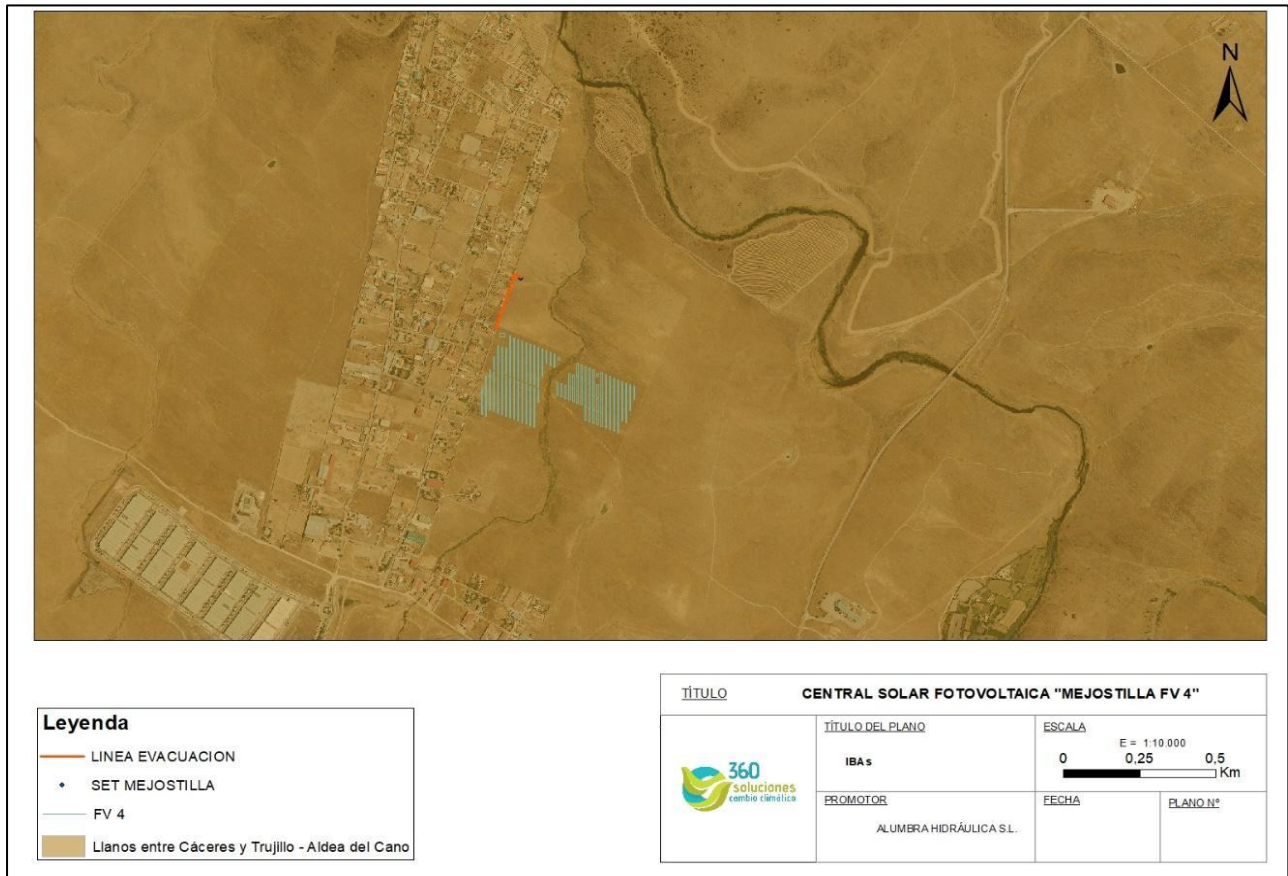 N
Leyenda
LINEA EVACUACION
SET MEJOSTILLA
FV 4
Llanos entre Cáceres y Trujillo - Aldea del Cano
TÍTULO
CENTRAL SOLAR FOTOVOLTAICA "MEJOSTILLA FV 4"
360
soluciones
cambio climático
TÍTULO DEL PLANO
IBAs
ESCALA
E = 1:10.000
0 0,25 0,5
Km
PROMOTOR
ALUMBRA HIDRÁULICA S.L.
FECHA
PLANO Nº